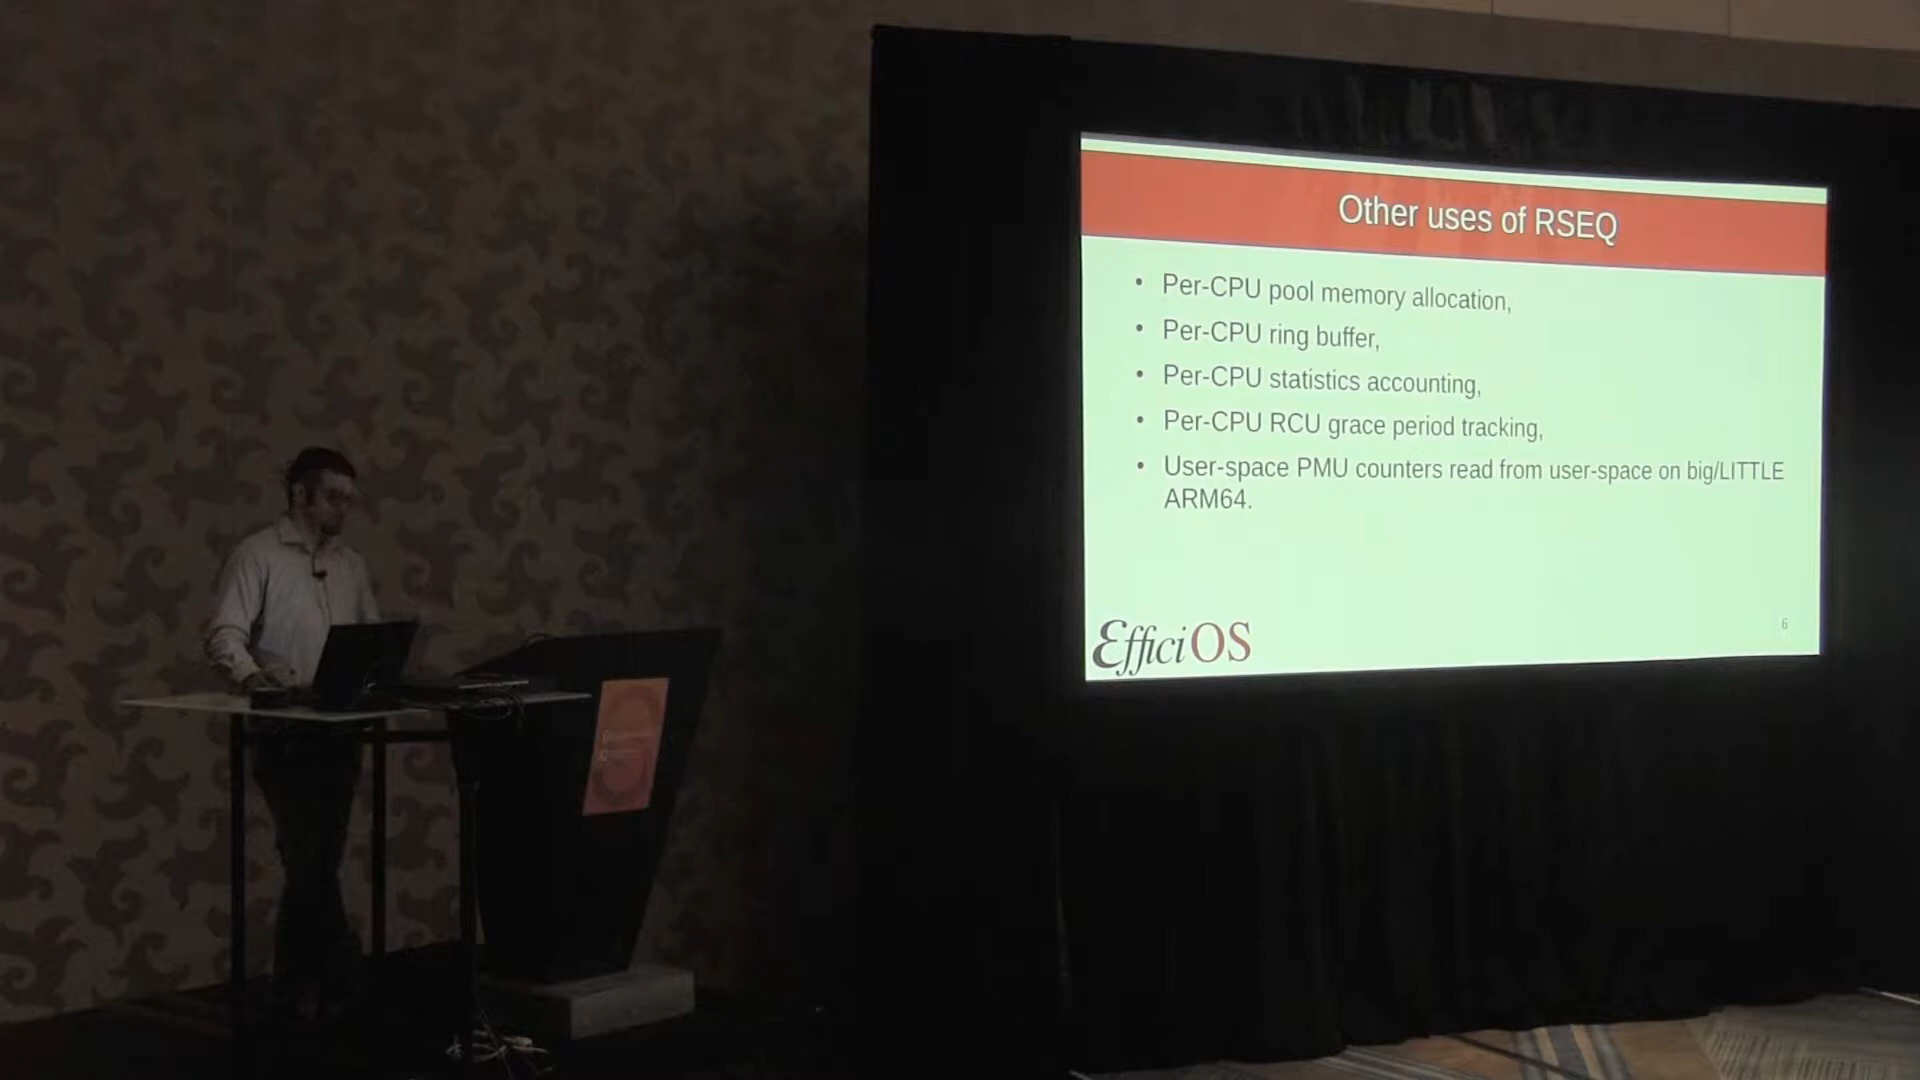 Other uses of RSEQ
• Per-CPU pool memory allocation,
• Per-CPU ring buffer,
• Per-CPU statistics accounting,
• Per-CPU RCU grace period tracking,
• User-space PMU counters read from user-space on big/LITTLE
ARM64.
EfficiOS
6